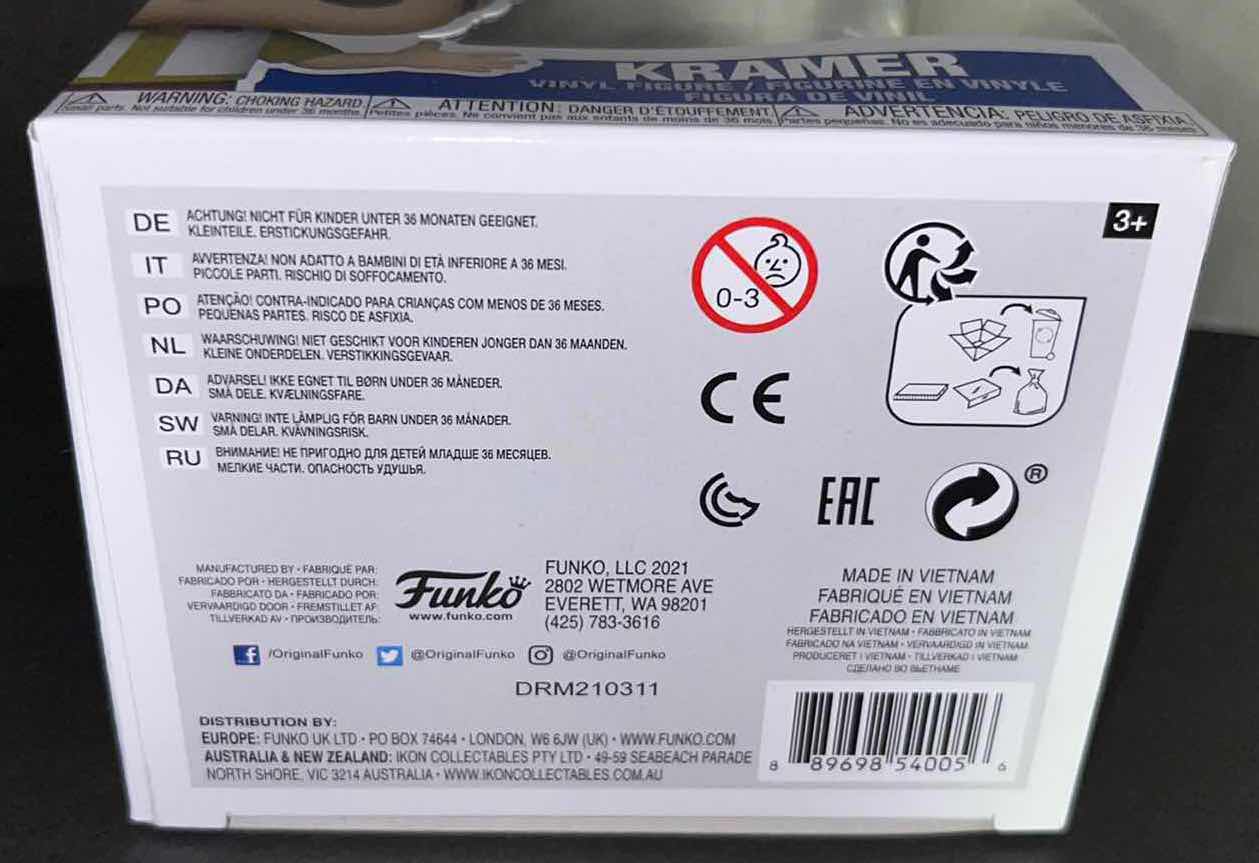 KRAMER
VINYL FIGURE / FIGURINE EN VINYLE
FIGURA DE VINIL
WARNING: CHOKING HAZARD.
Small parts. Not suitable for children under 36 months.
ATTENTION: DANGER D'ÉTOUFFEMENT.
Petites pièces. Ne convient pas aux enfants de moins de 36 mois.
ADVERTENCIA: PELIGRO DE ASFIXIA.
Partes pequeñas. No es adecuado para niños menores de 36 meses
3+
DE ACHTUNG! NICHT FÜR KINDER UNTER 36 MONATEN GEEIGNET.
KLEINTEILE. ERSTICKUNGSGEFAHR.
IT AVVERTENZA! NON ADATTO A BAMBINI DI ETÀ INFERIORE A 36 MESI.
PICCOLE PARTI. RISCHIO DI SOFFOCAMENTO.
PO ATENÇÃO! CONTRA-INDICADO PARA CRIANÇAS COM MENOS DE 36 MESES.
PEQUENAS PARTES. RISCO DE ASFIXIA.
NL WAARSCHUWING! NIET GESCHIKT VOOR KINDEREN JONGER DAN 36 MAANDEN.
KLEINE ONDERDELEN. VERSTIKKINGSGEVAAR.
DA ADVARSEL! IKKE EGNET TIL BØRN UNDER 36 MÅNEDER.
SMÅ DELE. KVÆLNINGSFARE.
SW VARNING! INTE LÄMPLIG FÖR BARN UNDER 36 MÅNADER.
SMÅ DELAR. KVÄVNINGSRISK.
RU ВНИМАНИЕ! НЕ ПРИГОДНО ДЛЯ ДЕТЕЙ МЛАДШЕ 36 МЕСЯЦЕВ.
МЕЛКИЕ ЧАСТИ. ОПАСНОСТЬ УДУШЬЯ.
0-3
CE
EAC
®
MANUFACTURED BY • FABRIQUÉ PAR:
FABRICADO POR • HERGESTELLT DURCH:
FABBRICATO DA • FABRICADO POR:
VERVAARDIGD DOOR • FREMSTILLET AF:
TILLVERKAD AV • ПРОИЗВОДИТЕЛЬ:
Funko
www.funko.com
FUNKO, LLC 2021
2802 WETMORE AVE
EVERETT, WA 98201
(425) 783-3616
f /OriginalFunko @OriginalFunko @OriginalFunko
DRM210311
MADE IN VIETNAM
FABRIQUÉ EN VIETNAM
FABRICADO EN VIETNAM
HERGESTELLT IN VIETNAM • FABBRICATO IN VIETNAM
FABRICADO NA VIETNAM • VERVAARDIGD IN VIETNAM
PRODUCERET I VIETNAM • TILLVERKAD I VIETNAM
СДЕЛАНО ВО ВЬЕТНАМЕ
DISTRIBUTION BY:
EUROPE: FUNKO UK LTD • PO BOX 74644 • LONDON, W6 6JW (UK) • WWW.FUNKO.COM
AUSTRALIA & NEW ZEALAND: IKON COLLECTABLES PTY LTD • 49-59 SEABEACH PARADE
NORTH SHORE, VIC 3214 AUSTRALIA • WWW.IKONCOLLECTABLES.COM.AU
8 89698 54005 6